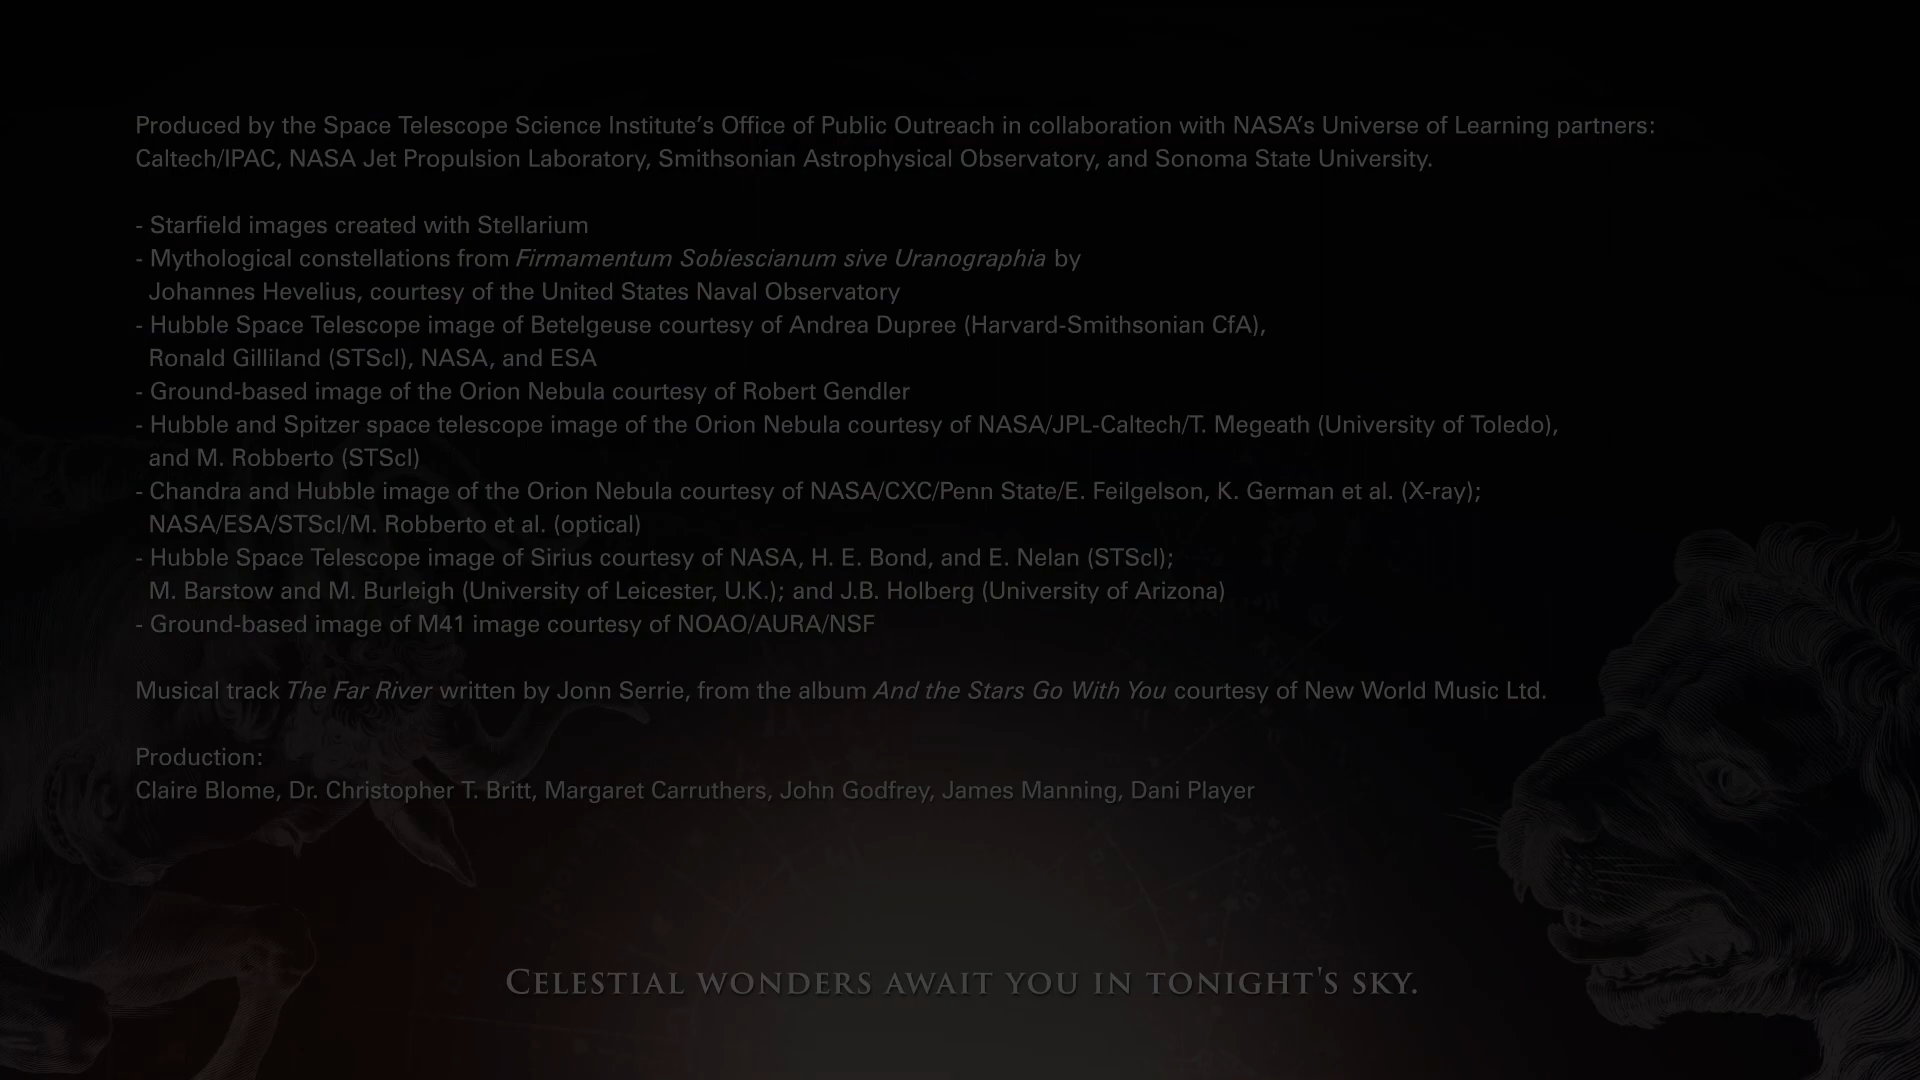 Produced by the Space Telescope Science Institute’s Office of Public Outreach in collaboration with NASA’s Universe of Learning partners:
Caltech/IPAC, NASA Jet Propulsion Laboratory, Smithsonian Astrophysical Observatory, and Sonoma State University.
- Starfield images created with Stellarium
- Mythological constellations from Firmamentum Sobiescianum sive Uranographia by
Johannes Hevelius, courtesy of the United States Naval Observatory
- Hubble Space Telescope image of Betelgeuse courtesy of Andrea Dupree (Harvard-Smithsonian CfA),
Ronald Gilliland (STScI), NASA, and ESA
- Ground-based image of the Orion Nebula courtesy of Robert Gendler
- Hubble and Spitzer space telescope image of the Orion Nebula courtesy of NASA/JPL-Caltech/T. Megeath (University of Toledo),
and M. Robberto (STScI)
- Chandra and Hubble image of the Orion Nebula courtesy of NASA/CXC/Penn State/E. Feilgelson, K. German et al. (X-ray);
NASA/ESA/STScI/M. Robberto et al. (optical)
- Hubble Space Telescope image of Sirius courtesy of NASA, H. E. Bond, and E. Nelan (STScI);
M. Barstow and M. Burleigh (University of Leicester, U.K.); and J.B. Holberg (University of Arizona)
- Ground-based image of M41 image courtesy of NOAO/AURA/NSF
Musical track The Far River written by Jonn Serrie, from the album And the Stars Go With You courtesy of New World Music Ltd.
Production:
Claire Blome, Dr. Christopher T. Britt, Margaret Carruthers, John Godfrey, James Manning, Dani Player
Celestial wonders await you in tonight's sky.